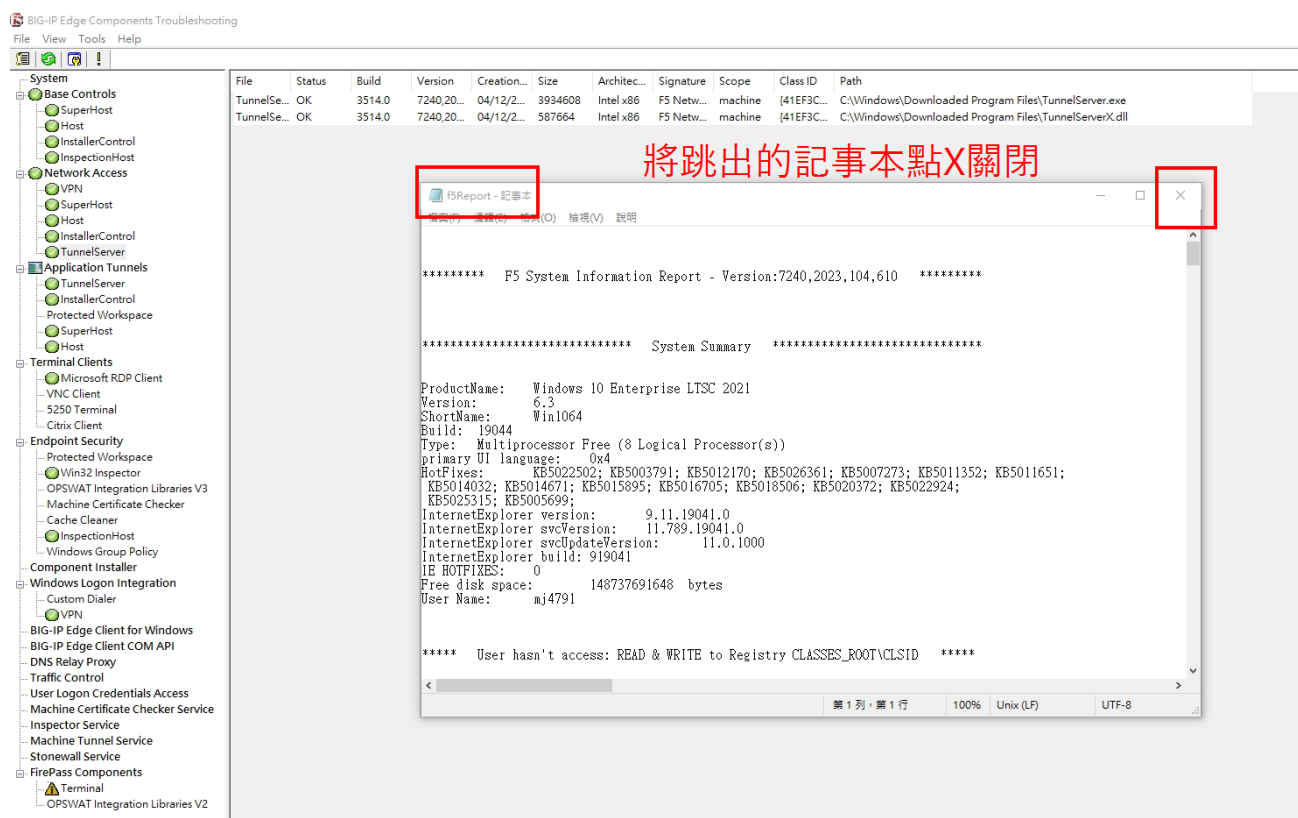 BIG-IP Edge Components Troubleshooting
File View Tools Help
System
Base Controls
SuperHost
Host
InstallerControl
InspectionHost
Network Access
VPN
SuperHost
Host
InstallerControl
TunnelServer
Application Tunnels
TunnelServer
InstallerControl
Protected Workspace
SuperHost
Host
Terminal Clients
Microsoft RDP Client
VNC Client
5250 Terminal
Citrix Client
Endpoint Security
Protected Workspace
Win32 Inspector
OPSWAT Integration Libraries V3
Machine Certificate Checker
Cache Cleaner
InspectionHost
Windows Group Policy
Component Installer
Windows Logon Integration
Custom Dialer
VPN
BIG-IP Edge Client for Windows
BIG-IP Edge Client COM API
DNS Relay Proxy
Traffic Control
User Logon Credentials Access
Machine Certificate Checker Service
Inspector Service
Machine Tunnel Service
Stonewall Service
FirePass Components
Terminal
OPSWAT Integration Libraries V2
File Status Build Version Creation... Size Architec... Signature Scope Class ID Path
TunnelSe... OK 3514.0 7240,20... 04/12/2... 3934608 Intel x86 F5 Netw... machine {41EF3C... C:\Windows\Downloaded Program Files\TunnelServer.exe
TunnelSe... OK 3514.0 7240,20... 04/12/2... 587664 Intel x86 F5 Netw... machine {41EF3C... C:\Windows\Downloaded Program Files\TunnelServerX.dll
將跳出的記事本點X關閉
f5Report - 記事本
檔案(F) 編輯(E) 格式(O) 檢視(V) 說明
********* F5 System Information Report - Version:7240,2023,104,610 *********
****************************** System Summary ******************************
ProductName: Windows 10 Enterprise LTSC 2021
Version: 6.3
ShortName: Win1064
Build: 19044
Type: Multiprocessor Free (8 Logical Processor(s))
primary UI language: 0x4
HotFixes: KB5022502; KB5003791; KB5012170; KB5026361; KB5007273; KB5011352; KB5011651;
KB5014032; KB5014671; KB5015895; KB5016705; KB5018506; KB5020372; KB5022924;
KB5025315; KB5005699;
InternetExplorer version: 9.11.19041.0
InternetExplorer svcVersion: 11.789.19041.0
InternetExplorer svcUpdateVersion: 11.0.1000
InternetExplorer build: 919041
IE HOTFIXES: 0
Free disk space: 148737691648 bytes
User Name: mj4791
***** User hasn't access: READ & WRITE to Registry CLASSES_ROOT\CLSID *****
第 1 列，第 1 行 100% Unix (LF) UTF-8